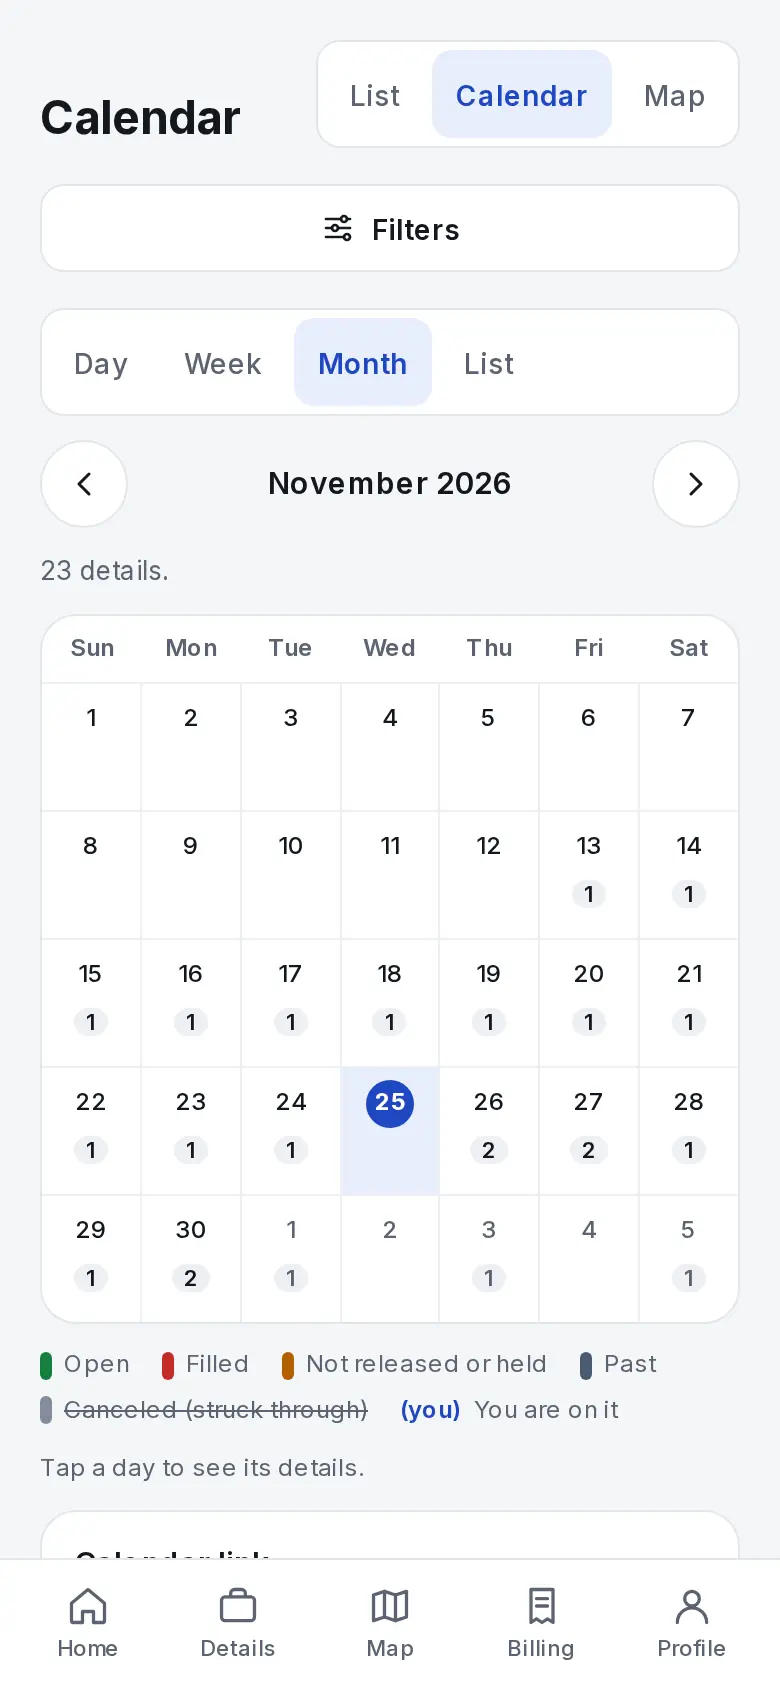 Calendar
List Calendar Map
Filters
Day Week Month List
November 2026
23 details.
Sun Mon Tue Wed Thu Fri Sat
1 2 3 4 5 6 7
8 9 10 11 12 13 14
1 1
15 16 17 18 19 20 21
1 1 1 1 1 1 1
22 23 24 25 26 27 28
1 1 1 2 2 1
29 30 1 2 3 4 5
1 2 1 1 1
Open Filled Not released or held Past
Canceled (struck through) (you) You are on it
Tap a day to see its details.
Calendar link
Home Details Map Billing Profile